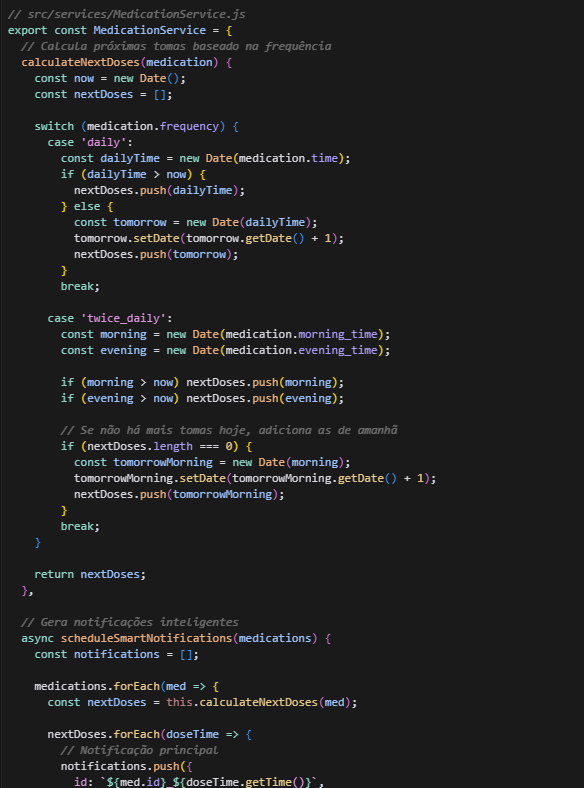 // src/services/MedicationService.js
export const MedicationService = {
  // Calcula próximas tomas baseado na frequência
  calculateNextDoses(medication) {
    const now = new Date();
    const nextDoses = [];

    switch (medication.frequency) {
      case 'daily':
        const dailyTime = new Date(medication.time);
        if (dailyTime > now) {
          nextDoses.push(dailyTime);
        } else {
          const tomorrow = new Date(dailyTime);
          tomorrow.setDate(tomorrow.getDate() + 1);
          nextDoses.push(tomorrow);
        }
        break;

      case 'twice_daily':
        const morning = new Date(medication.morning_time);
        const evening = new Date(medication.evening_time);

        if (morning > now) nextDoses.push(morning);
        if (evening > now) nextDoses.push(evening);

        // Se não há mais tomas hoje, adiciona as de amanhã
        if (nextDoses.length === 0) {
          const tomorrowMorning = new Date(morning);
          tomorrowMorning.setDate(tomorrowMorning.getDate() + 1);
          nextDoses.push(tomorrowMorning);
        }
        break;
    }

    return nextDoses;
  },

  // Gera notificações inteligentes
  async scheduleSmartNotifications(medications) {
    const notifications = [];

    medications.forEach(med => {
      const nextDoses = this.calculateNextDoses(med);

      nextDoses.forEach(doseTime => {
        // Notificação principal
        notifications.push({
          id: `${med.id}_${doseTime.getTime()}`,